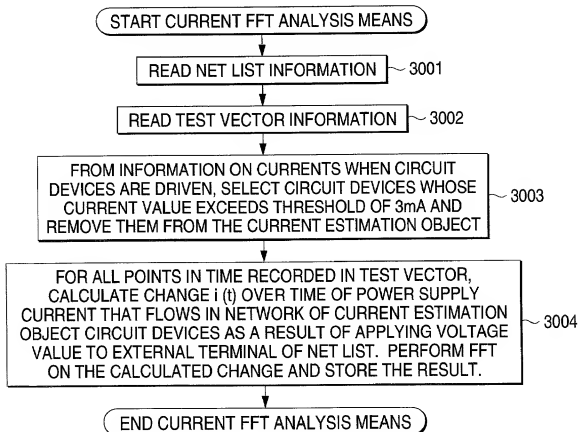 START CURRENT FFT ANALYSIS MEANS
READ NET LIST INFORMATION
3001
READ TEST VECTOR INFORMATION
3002
FROM INFORMATION ON CURRENTS WHEN CIRCUIT
DEVICES ARE DRIVEN, SELECT CIRCUIT DEVICES WHOSE
CURRENT VALUE EXCEEDS THRESHOLD OF 3mA AND
REMOVE THEM FROM THE CURRENT ESTIMATION OBJECT
3003
FOR ALL POINTS IN TIME RECORDED IN TEST VECTOR,
CALCULATE CHANGE i (t) OVER TIME OF POWER SUPPLY
CURRENT THAT FLOWS IN NETWORK OF CURRENT ESTIMATION
OBJECT CIRCUIT DEVICES AS A RESULT OF APPLYING VOLTAGE
VALUE TO EXTERNAL TERMINAL OF NET LIST. PERFORM FFT
ON THE CALCULATED CHANGE AND STORE THE RESULT.
3004
END CURRENT FFT ANALYSIS MEANS